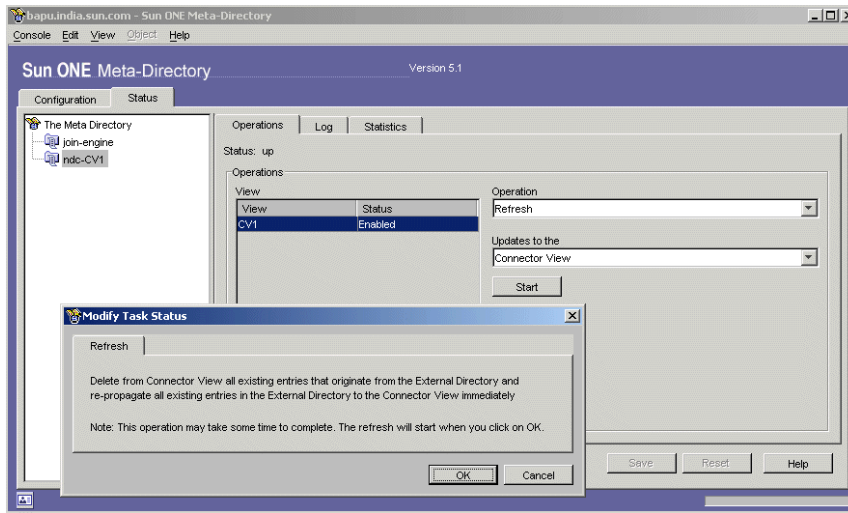 bapu.india.sun.com - Sun ONE Meta-Directory
Console Edit View Object Help
Sun ONE Meta-Directory Version 5.1
Configuration Status
The Meta Directory
join-engine
ndc-CV1
Operations Log Statistics
Status: up
Operations
View
View Status
CV1 Enabled
Operation
Refresh
Updates to the
Connector View
Start
Modify Task Status
Refresh
Delete from Connector View all existing entries that originate from the External Directory and
re-propagate all existing entries in the External Directory to the Connector View immediately
Note: This operation may take some time to complete. The refresh will start when you click on OK.
OK Cancel
Save Reset Help